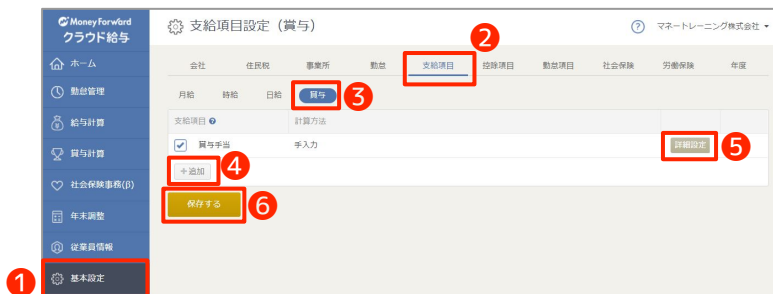 Money Forward
クラウド給与
支給項目設定（賞与）
? マネートレーニング株式会社
2
ホーム
会社 住民税 事業所 勤怠 支給項目 控除項目 勤怠項目 社会保険 労働保険 年度
勤怠管理
月給 時給 日給 賞与 3
給与計算
支給項目 ? 計算方法
賞与計算
賞与手当 手入力 詳細設定 5
+追加 4
社会保険事務(β)
保存する 6
年末調整
従業員情報
1 基本設定